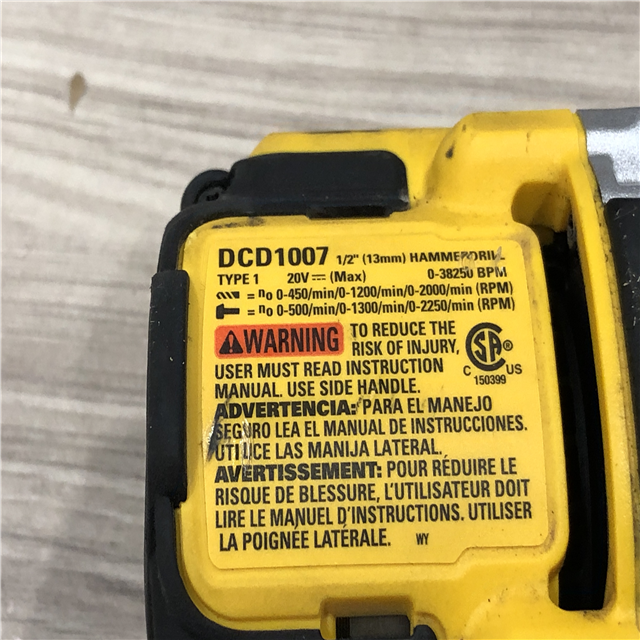 DCD1007 1/2" (13mm) HAMMERDRILL
TYPE 1 20V ⎓ (Max) 0-38250 BPM
= n₀ 0-450/min/0-1200/min/0-2000/min (RPM)
= n₀ 0-500/min/0-1300/min/0-2250/min (RPM)
WARNING TO REDUCE THE
RISK OF INJURY,
USER MUST READ INSTRUCTION
MANUAL. USE SIDE HANDLE.
CSA ®
C US
150399
ADVERTENCIA: PARA EL MANEJO
SEGURO LEA EL MANUAL DE INSTRUCCIONES.
UTILICE LAS MANIJA LATERAL.
AVERTISSEMENT: POUR RÉDUIRE LE
RISQUE DE BLESSURE, L'UTILISATEUR DOIT
LIRE LE MANUEL D'INSTRUCTIONS. UTILISER
LA POIGNÉE LATÉRALE. WY